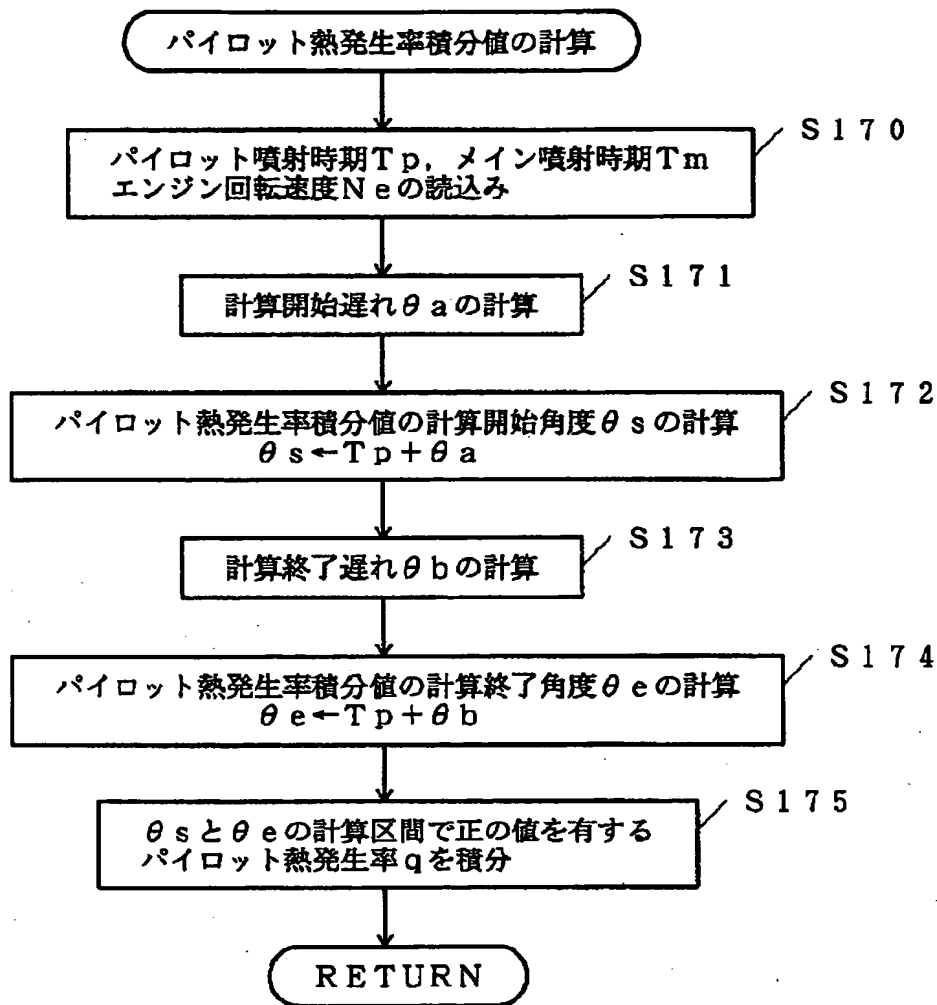 パイロット熱発生率積分値の計算
S170
パイロット噴射時期Tp，メイン噴射時期Tm
エンジン回転速度Neの読込み
S171
計算開始遅れθaの計算
S172
パイロット熱発生率積分値の計算開始角度θsの計算
θs←Tp＋θa
S173
計算終了遅れθbの計算
S174
パイロット熱発生率積分値の計算終了角度θeの計算
θe←Tp＋θb
S175
θsとθeの計算区間で正の値を有する
パイロット熱発生率qを積分
RETURN